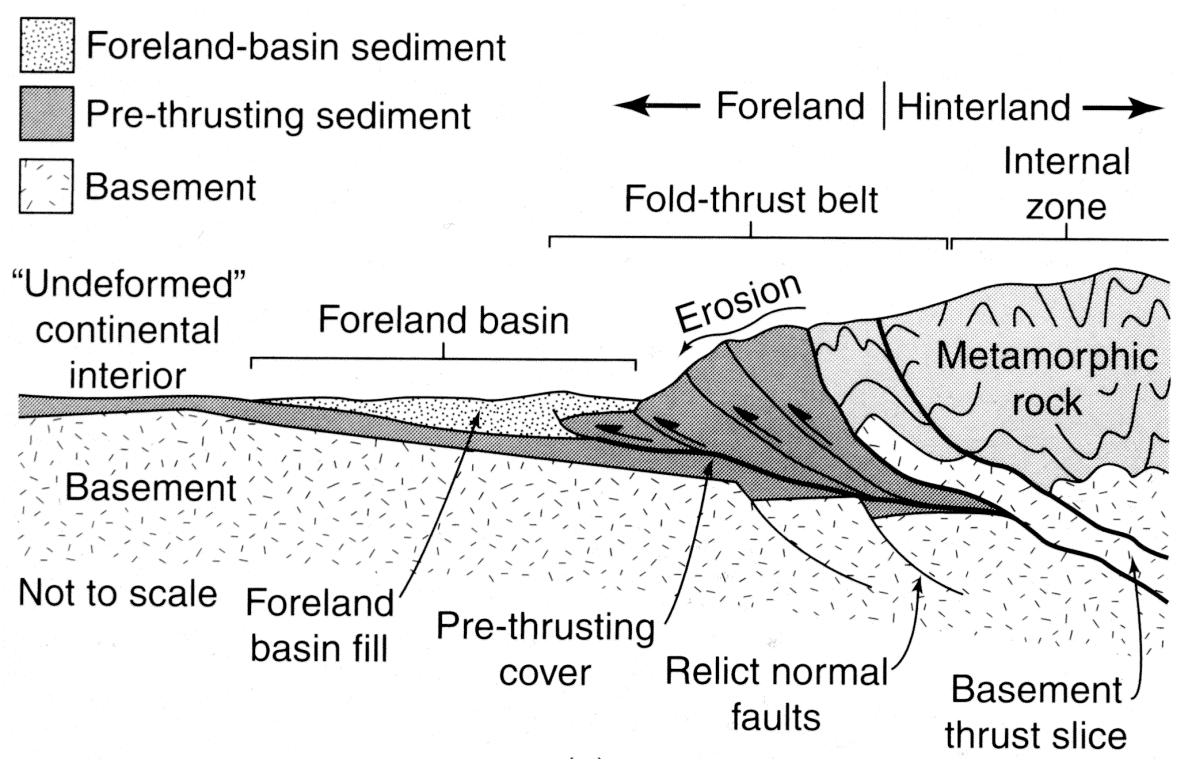 Foreland-basin sediment
Pre-thrusting sediment
Basement
Foreland
Hinterland
Internal
zone
Fold-thrust belt
“Undeformed”
continental
interior
Foreland basin
Erosion
Metamorphic
rock
Basement
Not to scale
Foreland
basin fill
Pre-thrusting
cover
Relict normal
faults
Basement
thrust slice